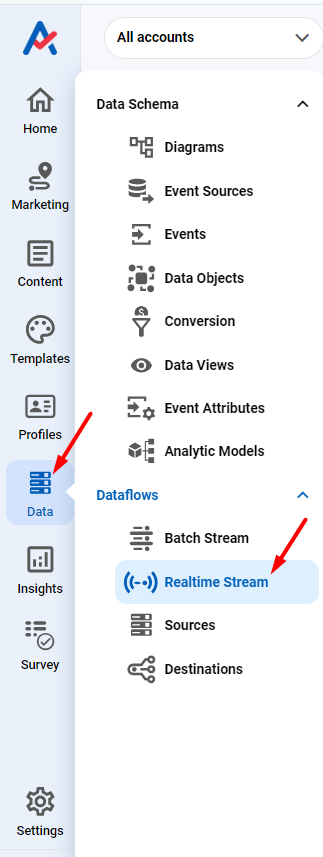 All accounts
Home
Marketing
Content
Templates
Profiles
Data
Insights
Survey
Settings
Data Schema
Diagrams
Event Sources
Events
Data Objects
Conversion
Data Views
Event Attributes
Analytic Models
Dataflows
Batch Stream
Realtime Stream
Sources
Destinations